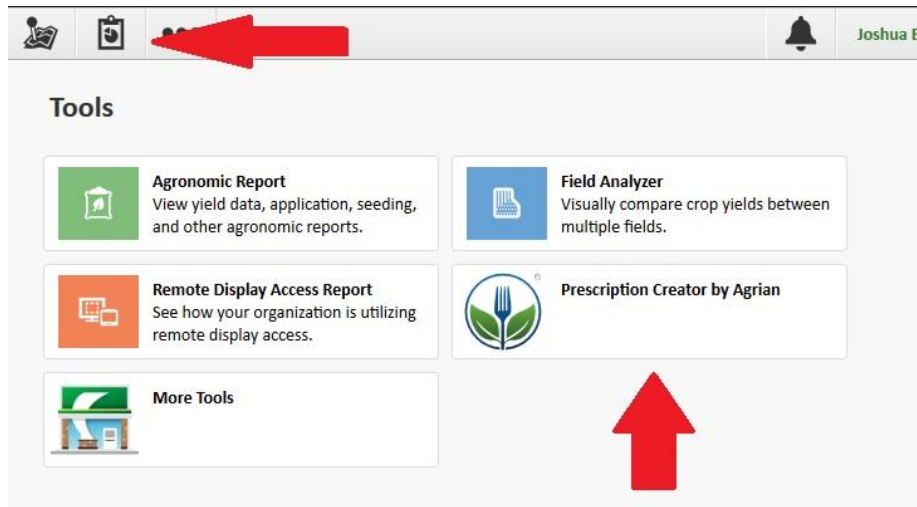 Joshua
Tools
Agronomic Report
View yield data, application, seeding,
and other agronomic reports.
Field Analyzer
Visually compare crop yields between
multiple fields.
Remote Display Access Report
See how your organization is utilizing
remote display access.
®
Prescription Creator by Agrian
More Tools